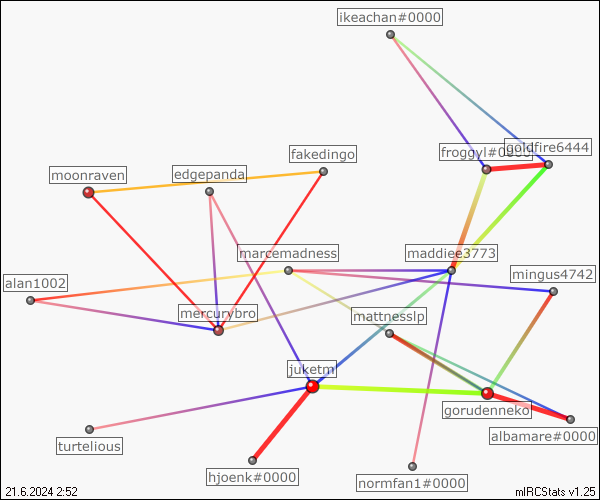 ikeachan#0000
goldfire6444
froggyl#0
fakedingo
moonraven
edgepanda
marcemadness
maddiee3773
mingus4742
alan1002
mercurybro
mattnesslp
juketm
gorudenneko
albamare#0000
turtelious
hjoenk#0000
normfan1#0000
21.6.2024 2:52
mIRCStats v1.25